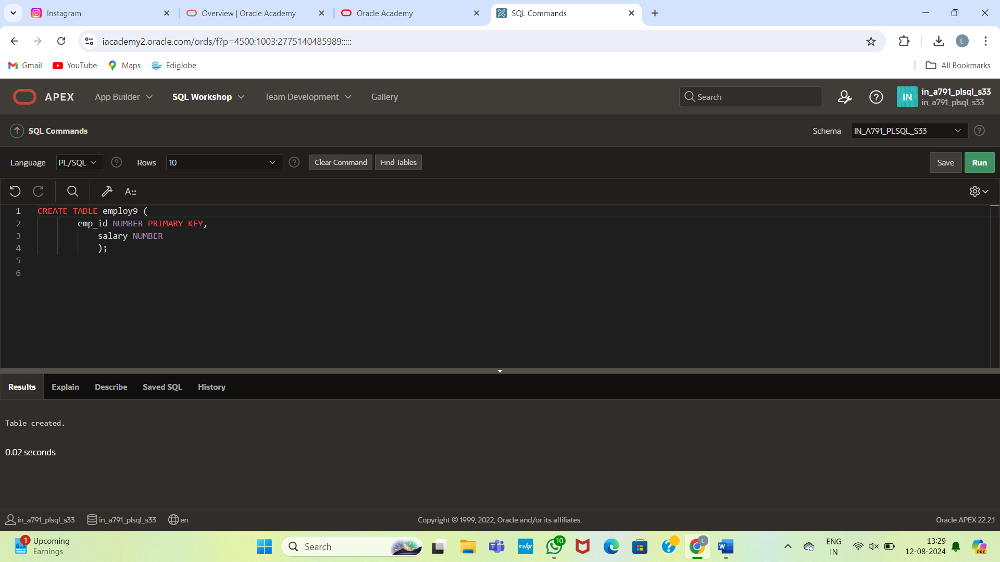 Instagram
Overview | Oracle Academy
Oracle Academy
SQL Commands
iacademy2.oracle.com/ords/f?p=4500:1003:2775140485989:::::
L
Gmail
YouTube
Maps
Ediglobe
All Bookmarks
APEX
App Builder
SQL Workshop
Team Development
Gallery
Search
IN
in_a791_plsql_s33
in_a791_plsql_s33
SQL Commands
Schema
IN_A791_PLSQL_S33
Language
PL/SQL
Rows
10
Clear Command
Find Tables
Save
Run
A::
1 CREATE TABLE employ9 (
2 emp_id NUMBER PRIMARY KEY,
3 salary NUMBER
4 );
5
6
Results
Explain
Describe
Saved SQL
History
Table created.
0.02 seconds
in_a791_plsql_s33
in_a791_plsql_s33
en
Copyright © 1999, 2022, Oracle and/or its affiliates.
Oracle APEX 22.2.1
1
Upcoming
Earnings
Search
myhp
10
L
W
ENG
IN
13:29
12-08-2024
PRE